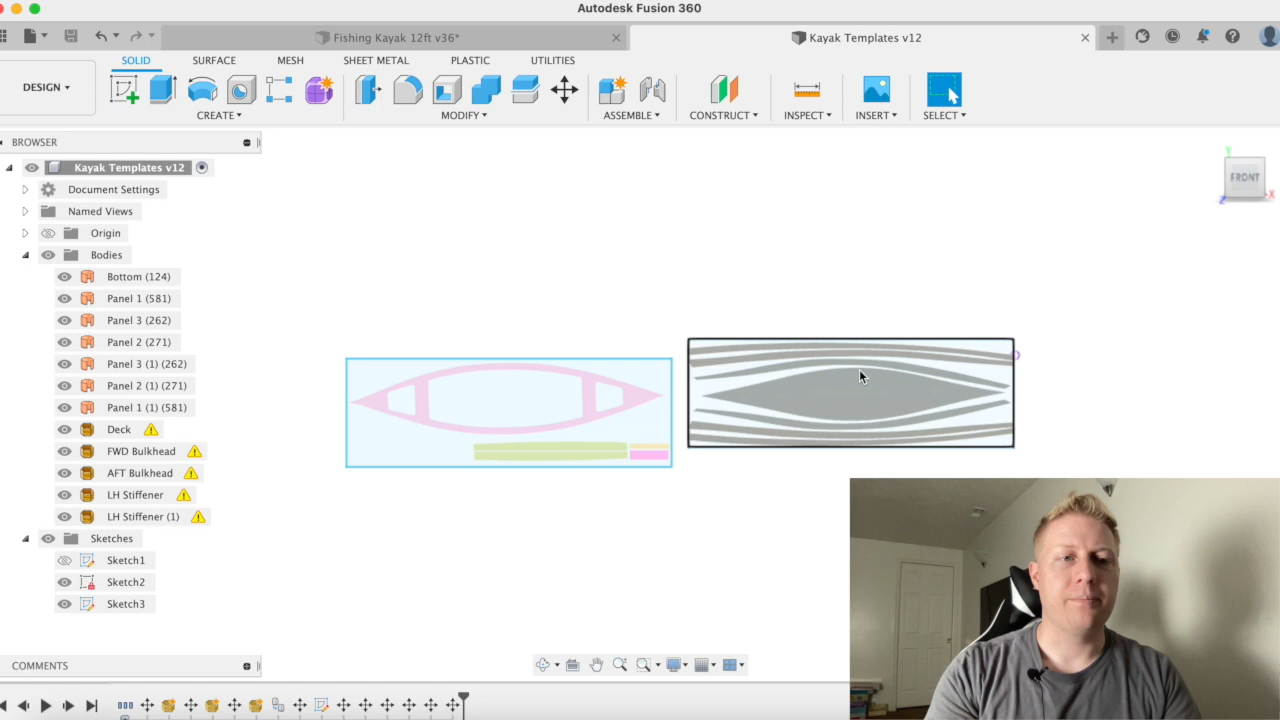 Autodesk Fusion 360
Fishing Kayak 12ft v36*
Kayak Templates v12
SOLID SURFACE MESH SHEET METAL PLASTIC UTILITIES
DESIGN
CREATE MODIFY ASSEMBLE CONSTRUCT INSPECT INSERT SELECT
BROWSER
Kayak Templates v12
Document Settings
Named Views
Origin
Bodies
Bottom (124)
Panel 1 (581)
Panel 3 (262)
Panel 2 (271)
Panel 3 (1) (262)
Panel 2 (1) (271)
Panel 1 (1) (581)
Deck
FWD Bulkhead
AFT Bulkhead
LH Stiffener
LH Stiffener (1)
Sketches
Sketch1
Sketch2
Sketch3
COMMENTS
Y
FRONT
X
Z